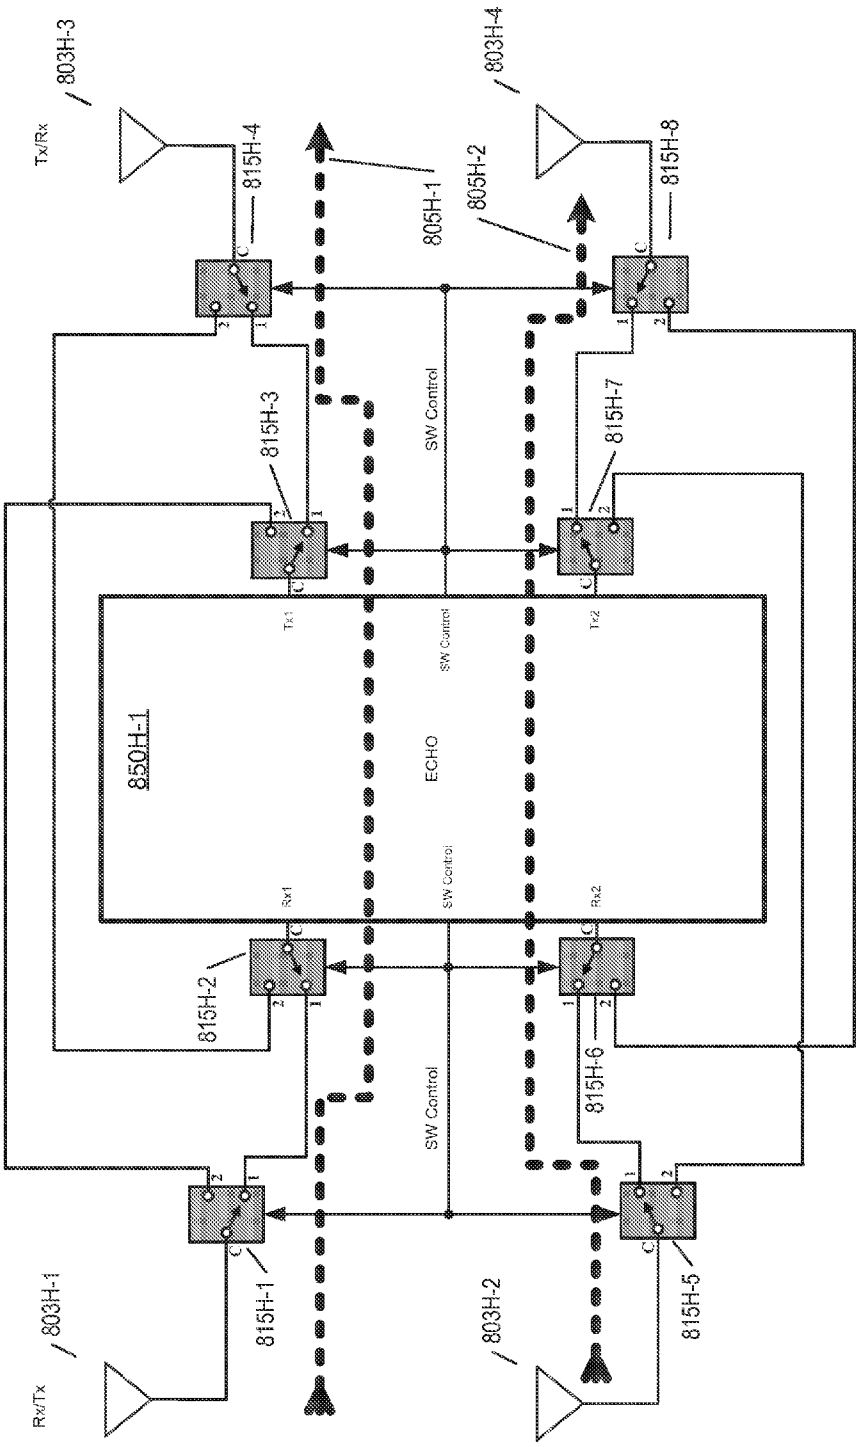 Rx/Tx
Tx/Rx
803H-1
803H-3
850H-1
815H-2
2
2
C
1
C
1
815H-4
815H-1
815H-3
2
2
C
C
1
1
Rx1
Tx1
SW Control
ECHO
SW Control
SW Control
SW Control
805H-1
805H-2
803H-2
803H-4
1
C
C
1
2
2
Rx2
Tx2
815H-6
815H-7
1
C
1
C
2
2
815H-5
815H-8